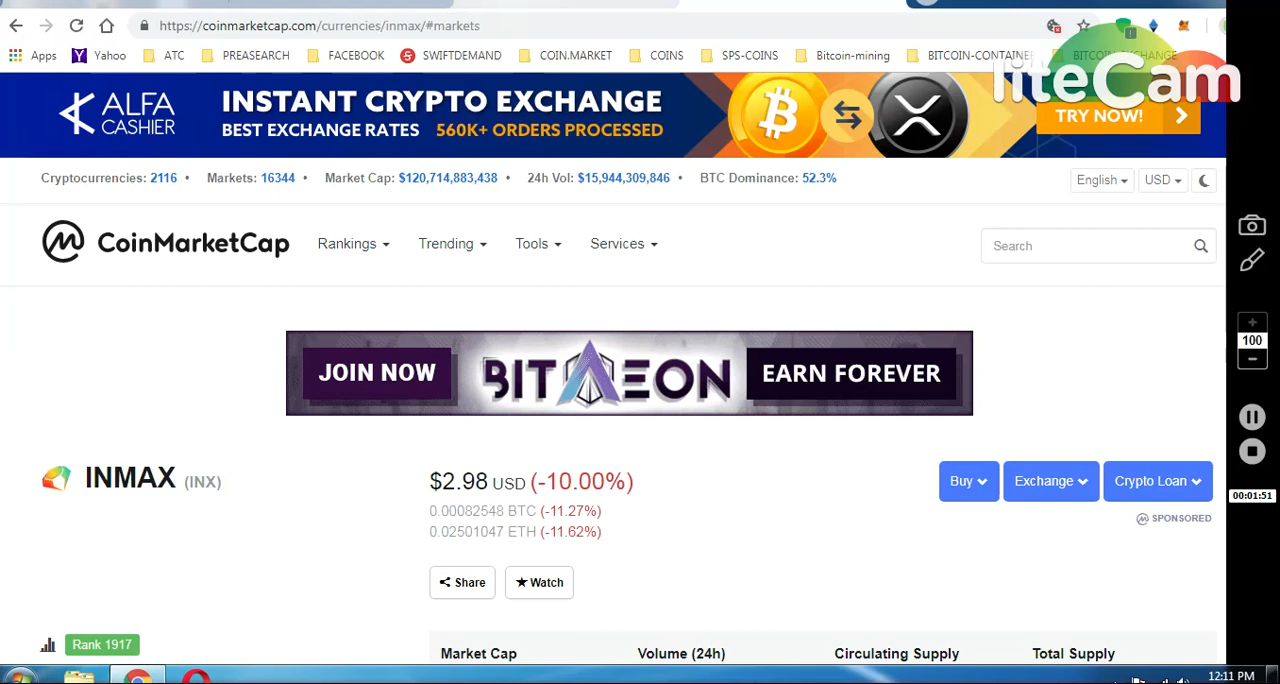 https://coinmarketcap.com/currencies/inmax/#markets
Apps Yahoo ATC PREASEARCH FACEBOOK SWIFTDEMAND COIN.MARKET COINS SPS-COINS Bitcoin-mining BITCOIN-CONTAINE BITCOIN-EXCHANGE
liteCam
ALFA
CASHIER
INSTANT CRYPTO EXCHANGE
BEST EXCHANGE RATES 560K+ ORDERS PROCESSED
TRY NOW!
Cryptocurrencies: 2116 • Markets: 16344 • Market Cap: $120,714,883,438 • 24h Vol: $15,944,309,846 • BTC Dominance: 52.3%
English USD
CoinMarketCap Rankings Trending Tools Services
Search
JOIN NOW BITAEON EARN FOREVER
INMAX (INX)
$2.98 USD (-10.00%)
0.00082548 BTC (-11.27%)
0.02501047 ETH (-11.62%)
Buy Exchange Crypto Loan
SPONSORED
Share Watch
Rank 1917
Market Cap Volume (24h) Circulating Supply Total Supply
100
00:01:51
12:11 PM